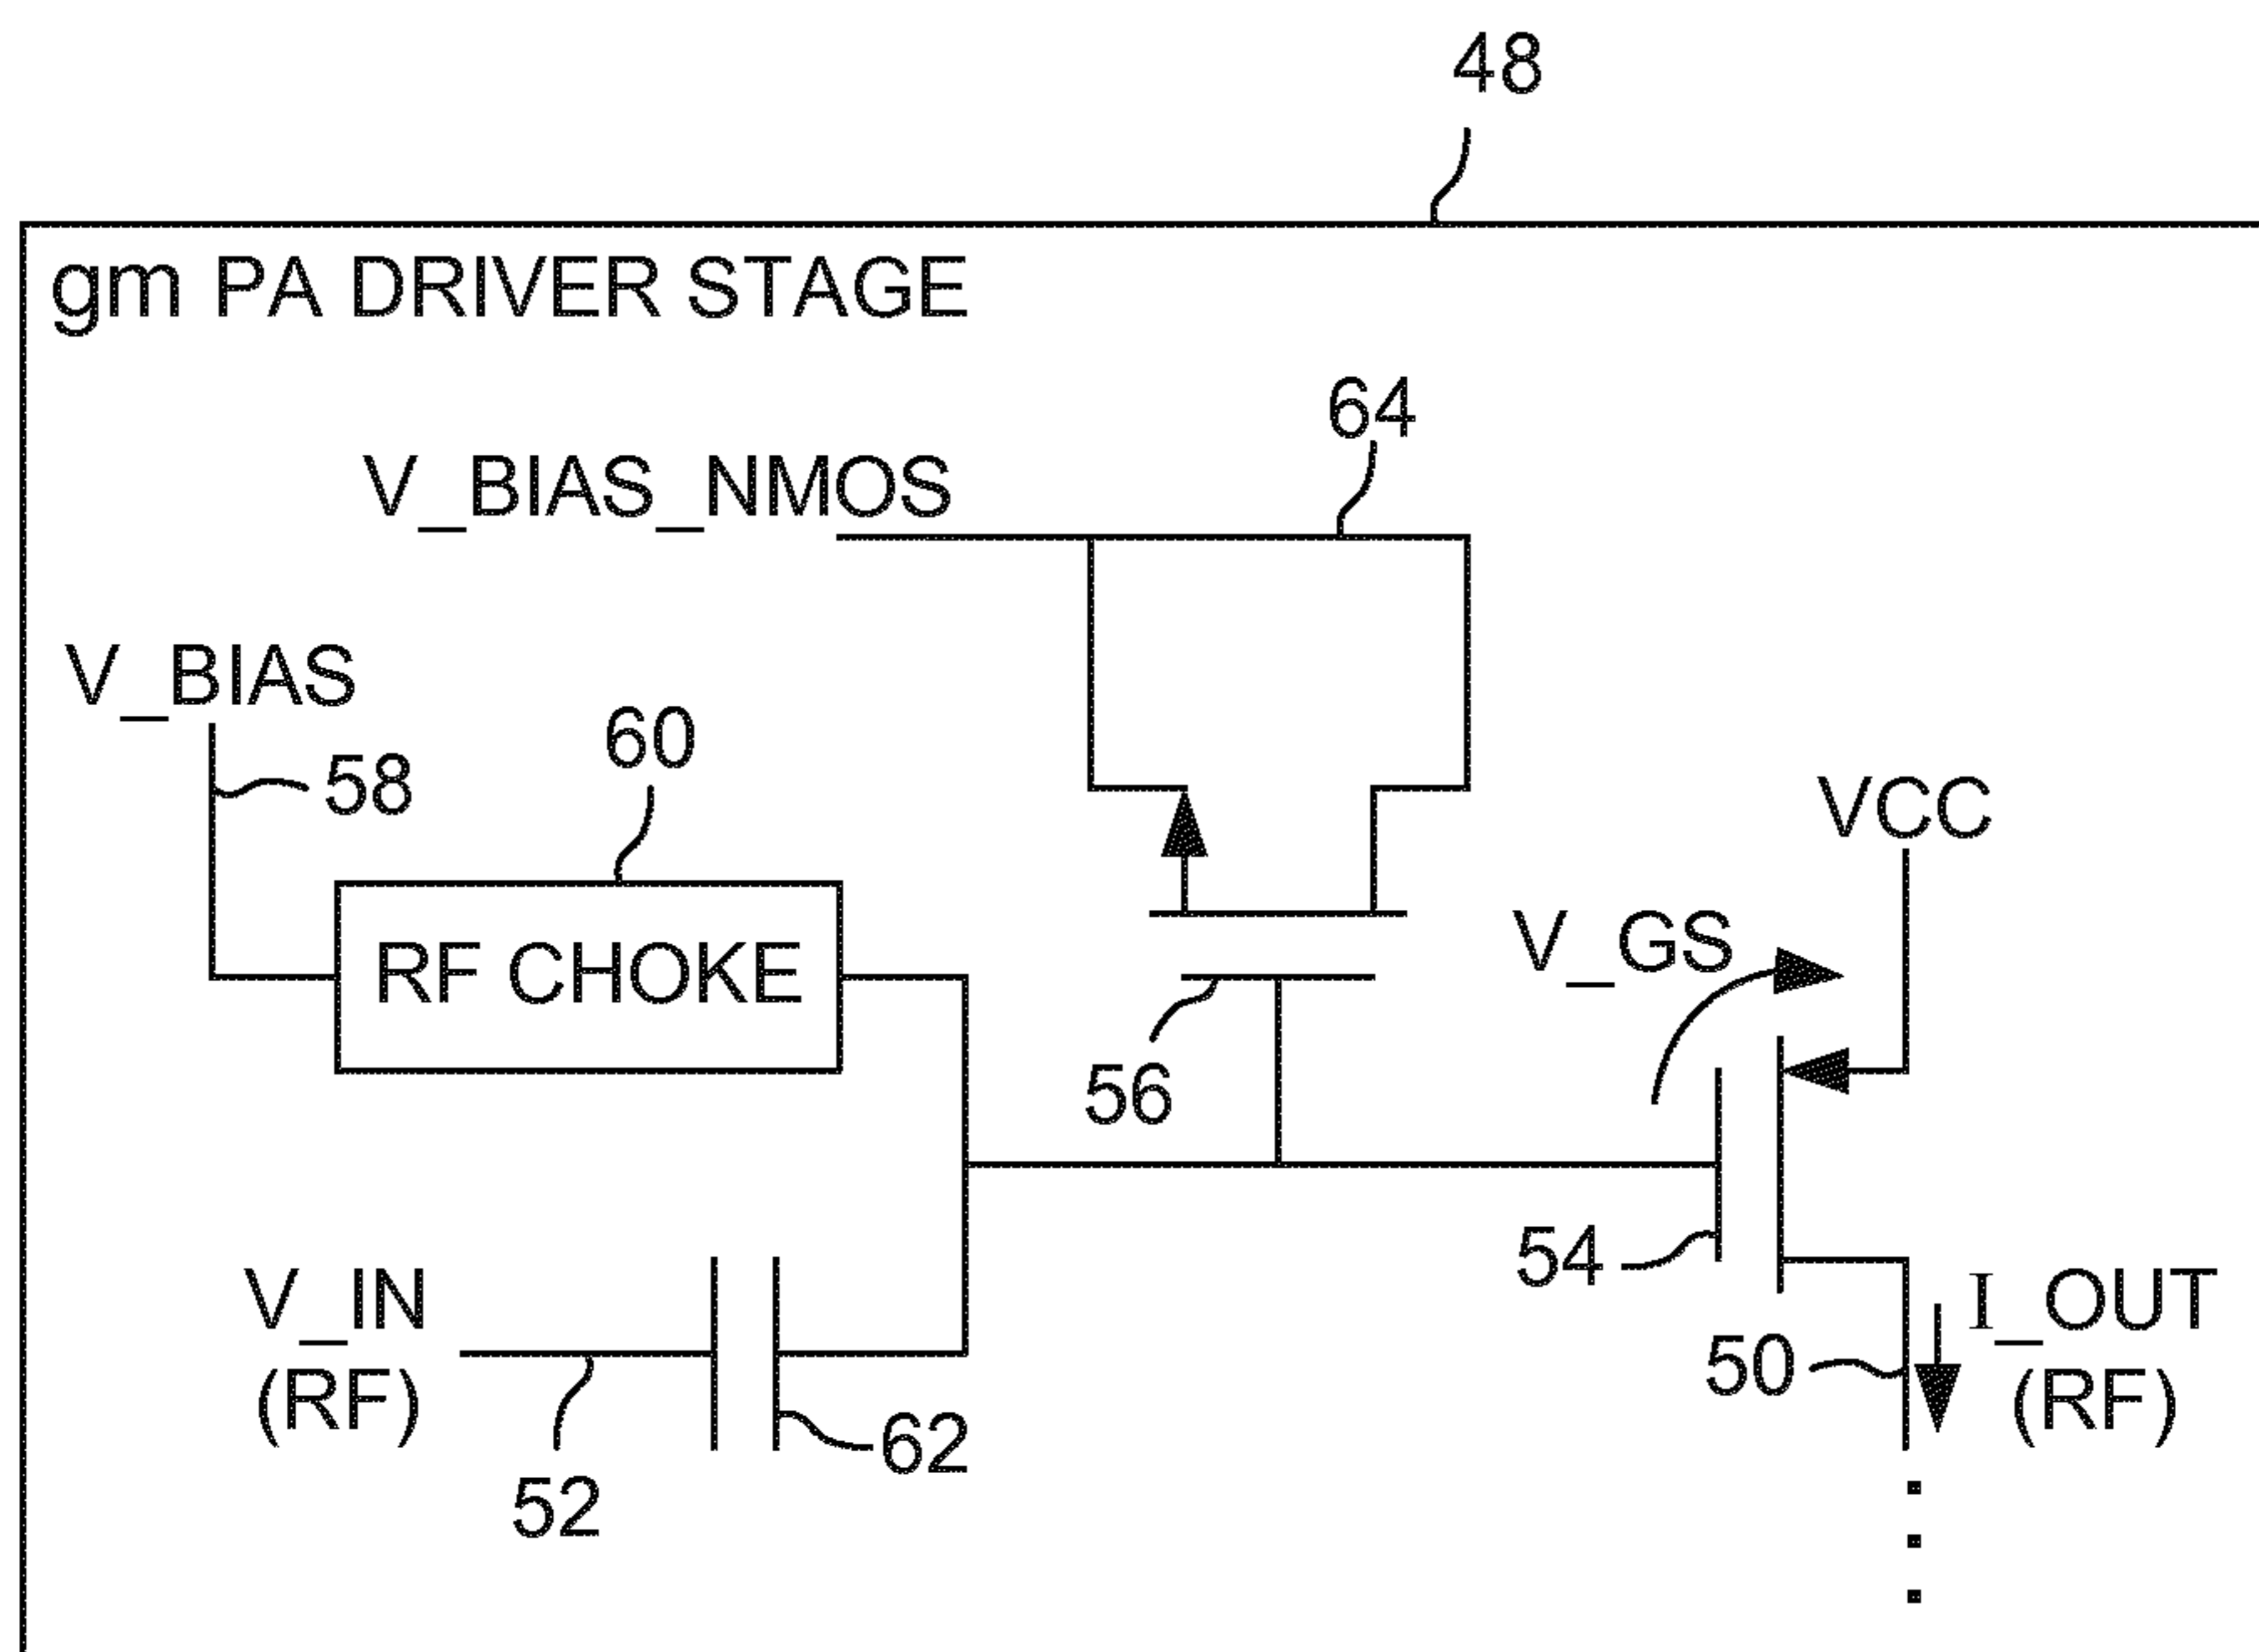 48
gm PA DRIVER STAGE
64
V_BIAS_NMOS
V_BIAS
60
58
VCC
RF CHOKE
V_GS
56
54
V_IN
(RF)
I_OUT
(RF)
50
62
52